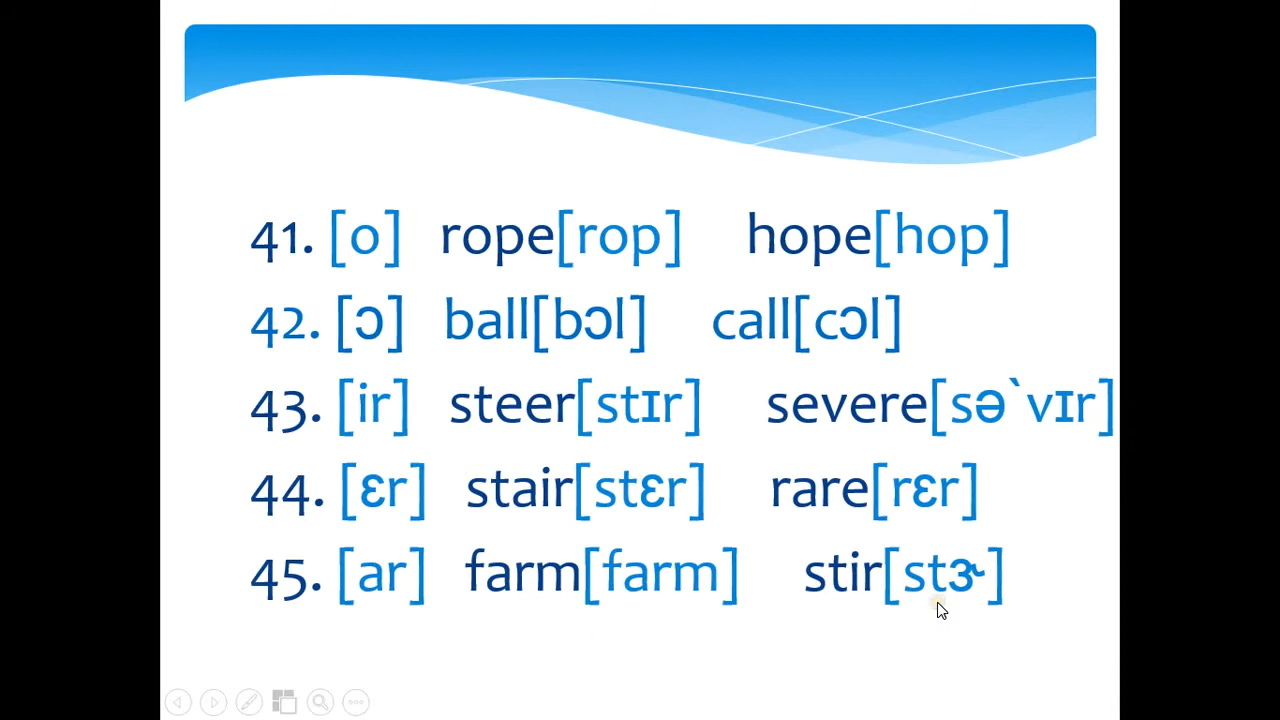 41. [o] rope[rop] hope[hop]
42. [ɔ] ball[bɔl] call[cɔl]
43. [ir] steer[stɪr] severe[sə`vɪr]
44. [ɛr] stair[stɛr] rare[rɛr]
45. [ar] farm[farm] stir[stɝ]